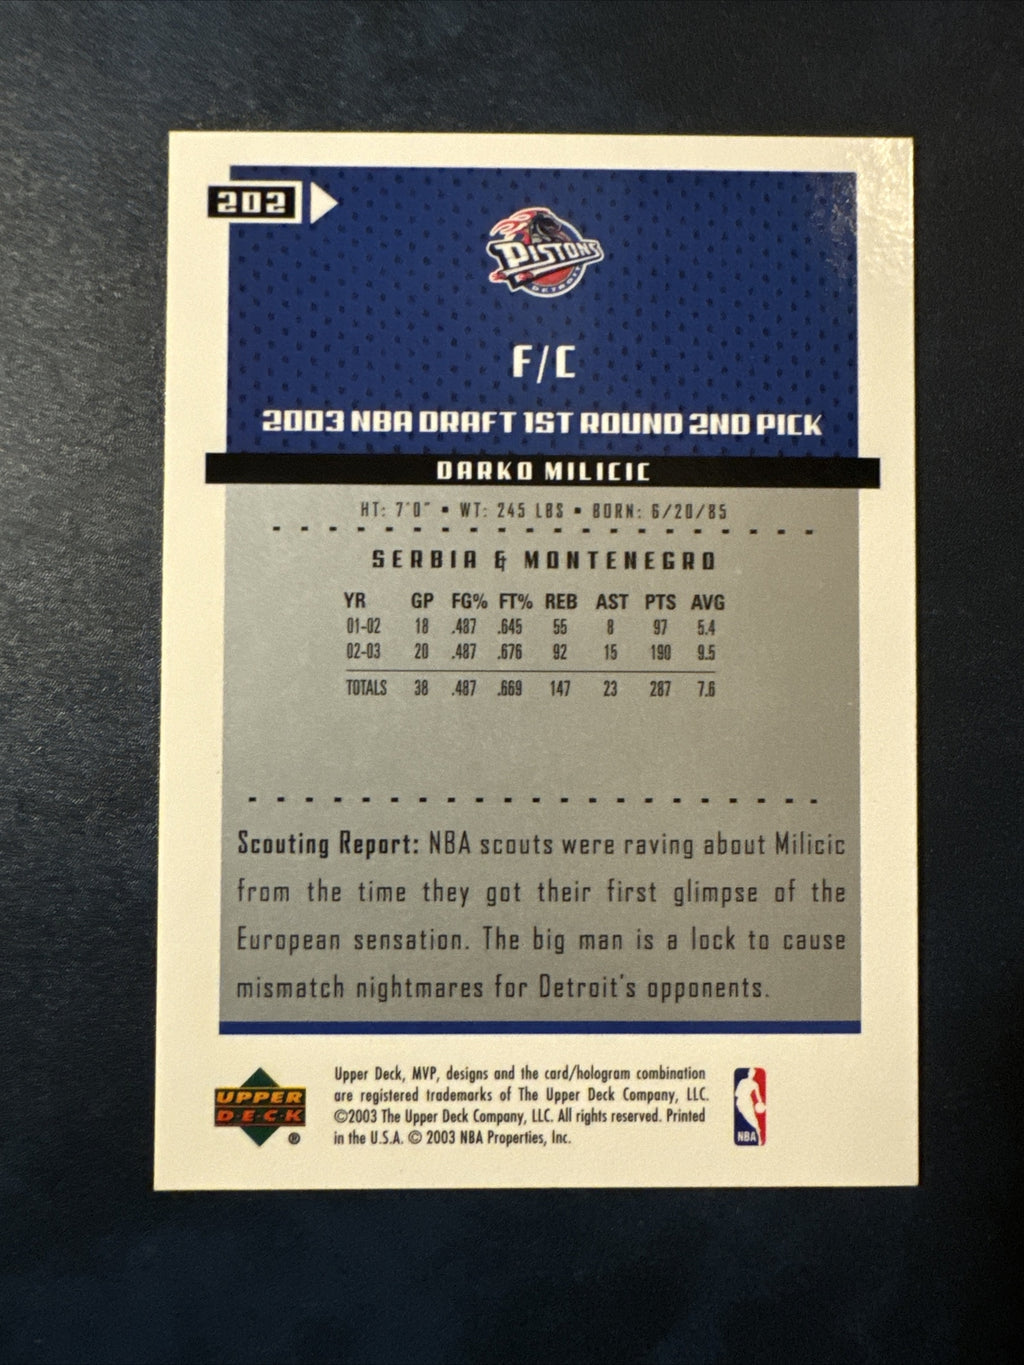 202
PISTONS
DETROIT
F/C
2003 NBA DRAFT 1ST ROUND 2ND PICK
DARKO MILICIC
HT: 7'0" ▪ WT: 245 LBS ▪ BORN: 6/20/85
SERBIA & MONTENEGRO
YR GP FG% FT% REB AST PTS AVG
01-02 18 .487 .645 55 8 97 5.4
02-03 20 .487 .676 92 15 190 9.5
TOTALS 38 .487 .669 147 23 287 7.6
Scouting Report: NBA scouts were raving about Milicic
from the time they got their first glimpse of the
European sensation. The big man is a lock to cause
mismatch nightmares for Detroit's opponents.
UPPER
D·E·C·K
®
Upper Deck, MVP, designs and the card/hologram combination
are registered trademarks of The Upper Deck Company, LLC.
©2003 The Upper Deck Company, LLC. All rights reserved. Printed
in the U.S.A. © 2003 NBA Properties, Inc.
NBA